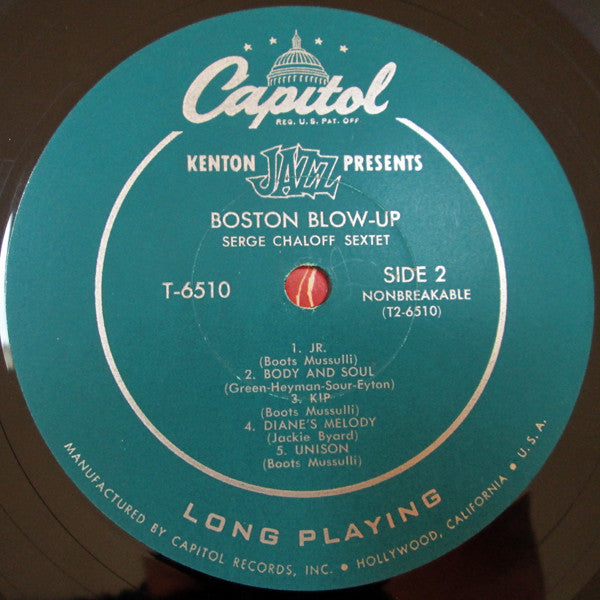 Capitol
REG. U.S. PAT. OFF
KENTON JAZZ PRESENTS
BOSTON BLOW-UP
SERGE CHALOFF SEXTET
T-6510
SIDE 2
NONBREAKABLE
(T2-6510)
1. JR.
(Boots Mussulli)
2. BODY AND SOUL
(Green-Heyman-Sour-Eyton)
3. KIP
(Boots Mussulli)
4. DIANE'S MELODY
(Jackie Byard)
5. UNISON
(Boots Mussulli)
LONG PLAYING
MANUFACTURED BY CAPITOL RECORDS, INC. • HOLLYWOOD, CALIFORNIA • U.S.A.